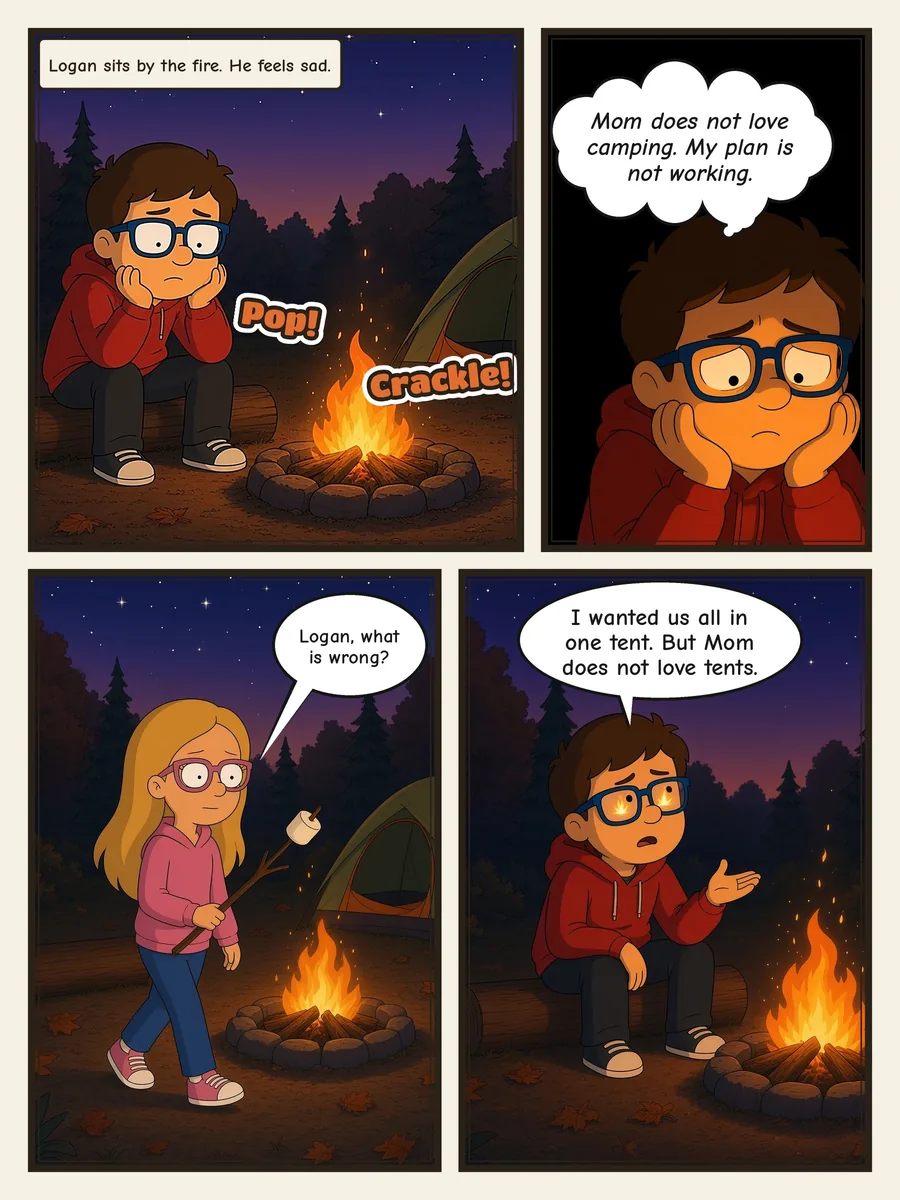 Logan sits by the fire. He feels sad.
Pop!
Crackle!
Mom does not love
camping. My plan is
not working.
Logan, what
is wrong?
I wanted us all in
one tent. But Mom
does not love tents.